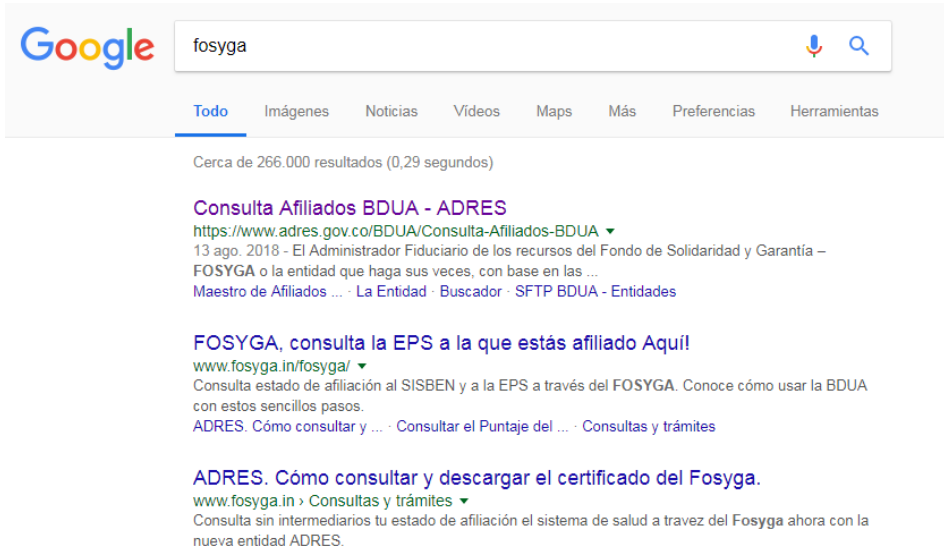 Google
fosyga
Todo Imágenes Noticias Vídeos Maps Más Preferencias Herramientas
Cerca de 266.000 resultados (0,29 segundos)
Consulta Afiliados BDUA - ADRES
https://www.adres.gov.co/BDUA/Consulta-Afiliados-BDUA
13 ago. 2018 - El Administrador Fiduciario de los recursos del Fondo de Solidaridad y Garantía –
FOSYGA o la entidad que haga sus veces, con base en las ...
Maestro de Afiliados ... · La Entidad · Buscador · SFTP BDUA - Entidades
FOSYGA, consulta la EPS a la que estás afiliado Aquí!
www.fosyga.in/fosyga/
Consulta estado de afiliación al SISBEN y a la EPS a través del FOSYGA. Conoce cómo usar la BDUA
con estos sencillos pasos.
ADRES. Cómo consultar y ... · Consultar el Puntaje del ... · Consultas y trámites
ADRES. Cómo consultar y descargar el certificado del Fosyga.
www.fosyga.in › Consultas y trámites
Consulta sin intermediarios tu estado de afiliación el sistema de salud a travez del Fosyga ahora con la
nueva entidad ADRES.